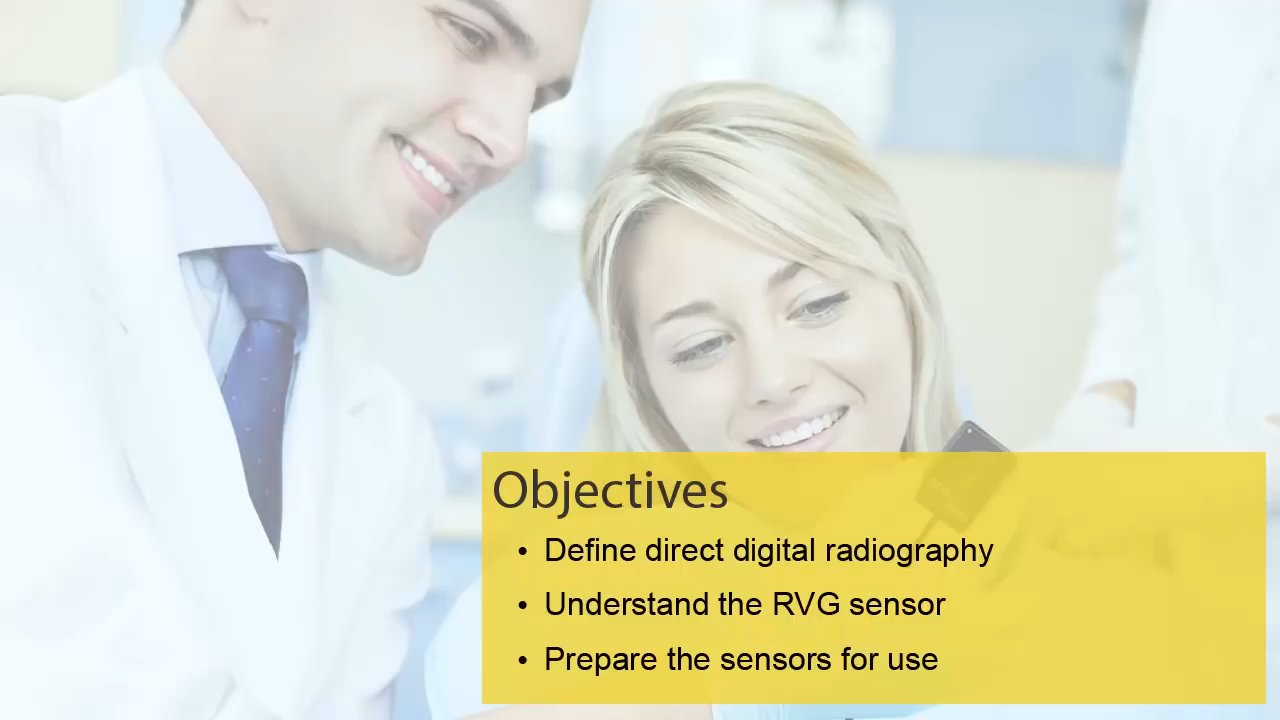 Objectives
• Define direct digital radiography
• Understand the RVG sensor
• Prepare the sensors for use